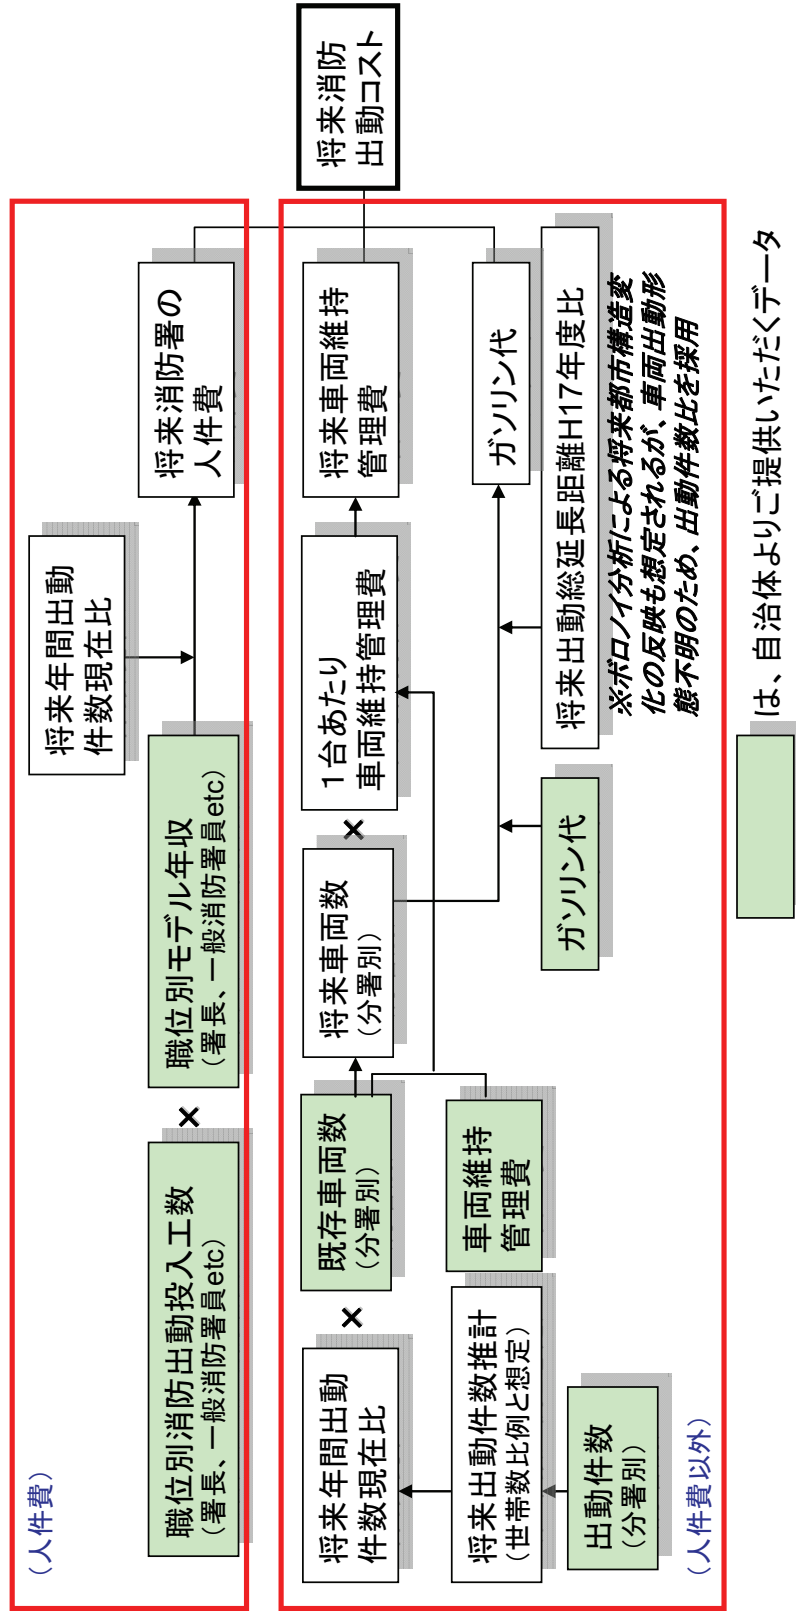 （人件費）
職位別消防出動投入工数
（署長、一般消防署員etc）
×
職位別モデル年収
（署長、一般消防署員etc）
将来年間出動
件数現在比
将来消防署の
人件費
将来消防
出動コスト
将来年間出動
件数現在比
×
既存車両数
（分署別）
将来車両数
（分署別）
×
1台あたり
車両維持管理費
将来車両維持
管理費
将来出動件数推計
（世帯数比例と想定）
車両維持
管理費
ガソリン代
出動件数
（分署別）
ガソリン代
将来出動総延長距離H17年度比
※ボロノイ分析による将来都市構造変
化の反映も想定されるが、車両出動形
態不明のため、出動件数比を採用
（人件費以外）
は、自治体よりご提供いただくデータ